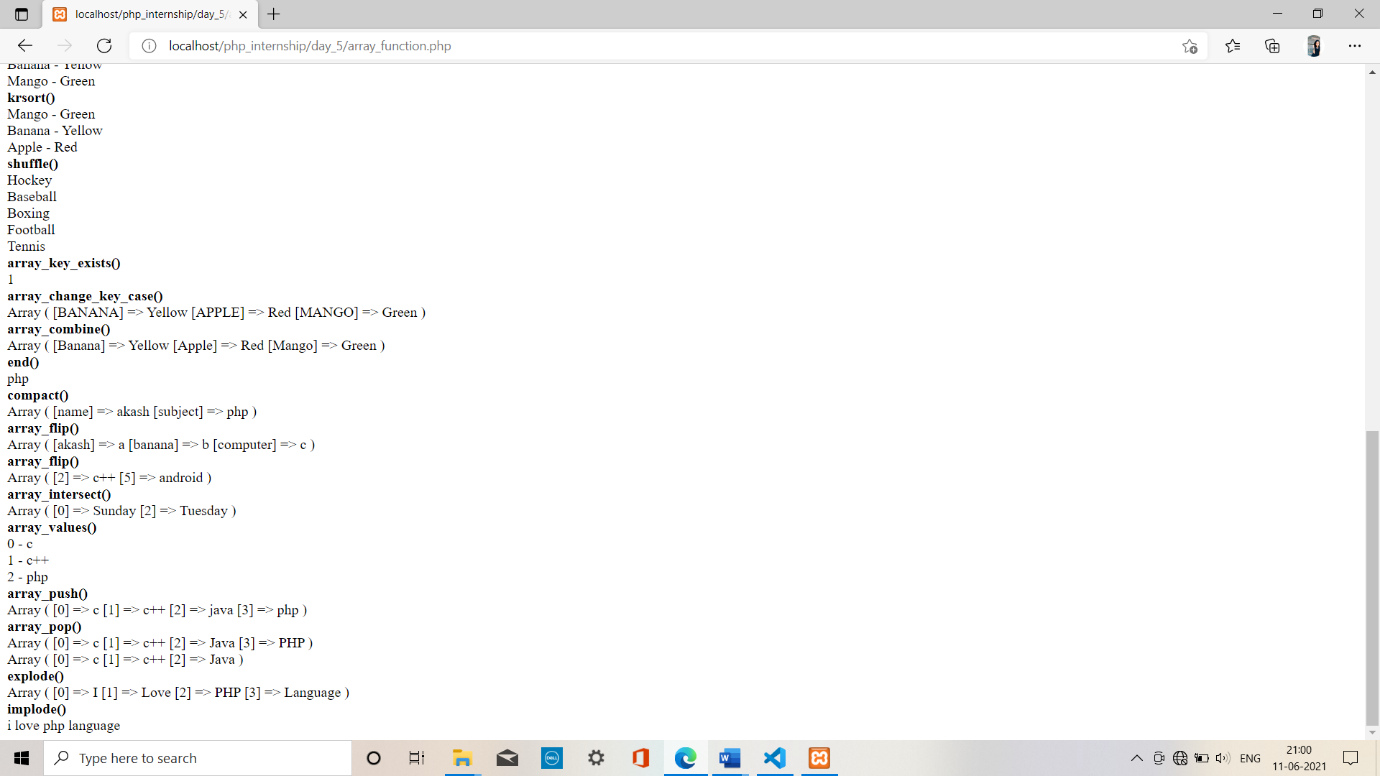 localhost/php_internship/day_5/
localhost/php_internship/day_5/array_function.php
Banana - Yellow
Mango - Green
krsort()
Mango - Green
Banana - Yellow
Apple - Red
shuffle()
Hockey
Baseball
Boxing
Football
Tennis
array_key_exists()
1
array_change_key_case()
Array ( [BANANA] => Yellow [APPLE] => Red [MANGO] => Green )
array_combine()
Array ( [Banana] => Yellow [Apple] => Red [Mango] => Green )
end()
php
compact()
Array ( [name] => akash [subject] => php )
array_flip()
Array ( [akash] => a [banana] => b [computer] => c )
array_flip()
Array ( [2] => c++ [5] => android )
array_intersect()
Array ( [0] => Sunday [2] => Tuesday )
array_values()
0 - c
1 - c++
2 - php
array_push()
Array ( [0] => c [1] => c++ [2] => java [3] => php )
array_pop()
Array ( [0] => c [1] => c++ [2] => Java [3] => PHP )
Array ( [0] => c [1] => c++ [2] => Java )
explode()
Array ( [0] => I [1] => Love [2] => PHP [3] => Language )
implode()
i love php language
Type here to search
DELL
W
ENG
21:00
11-06-2021